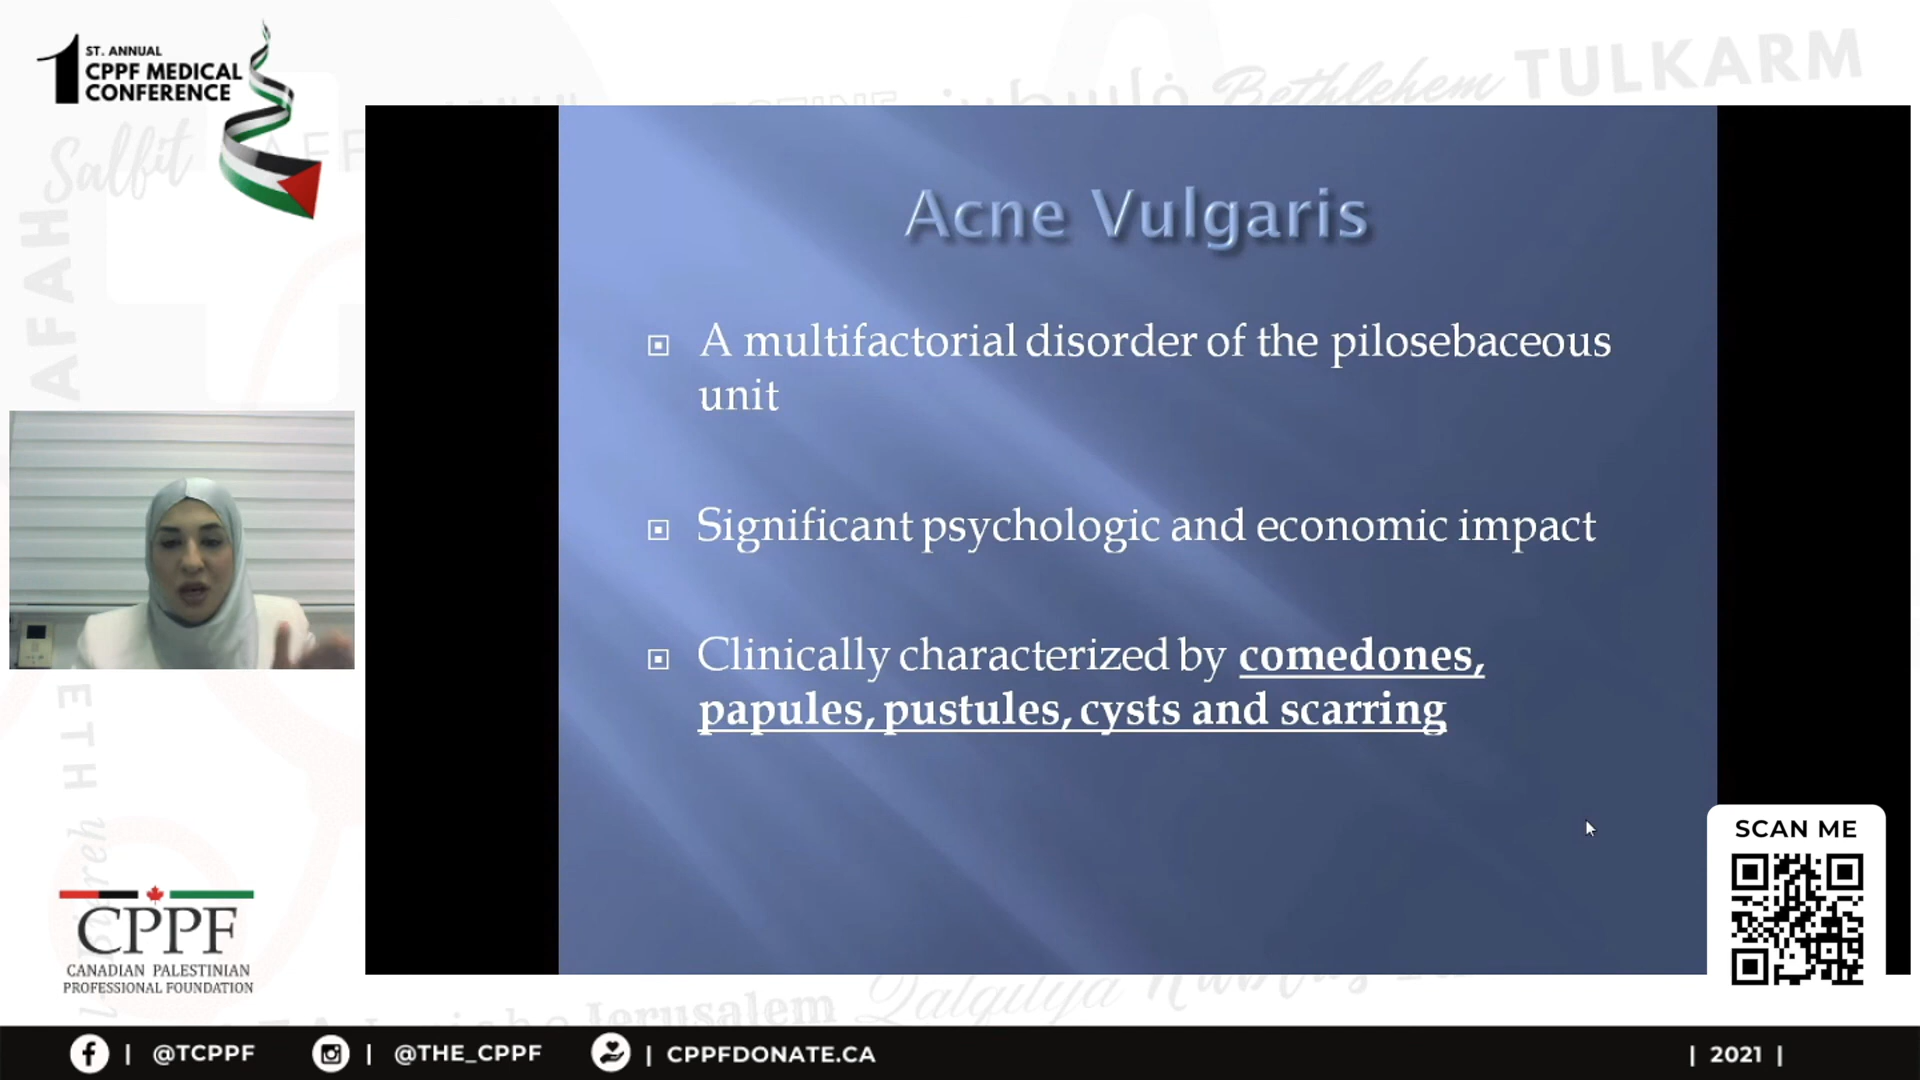 1 ST. ANNUAL
CPPF MEDICAL
CONFERENCE
Bethlehem TULKARM
Salfit
AFAH
Acne Vulgaris
A multifactorial disorder of the pilosebaceous
unit
Significant psychologic and economic impact
Clinically characterized by comedones,
papules, pustules, cysts and scarring
SCAN ME
CPPF
CANADIAN PALESTINIAN
PROFESSIONAL FOUNDATION
Jerusalem Qalqilya
| @TCPPF
| @THE_CPPF
| CPPFDONATE.CA
| 2021 |